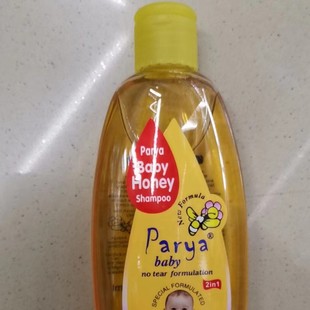 Parya
Baby
Honey
Shampoo
New Formula
Parya®
baby
no tear formulation
2in1
SPECIAL FORMULATED